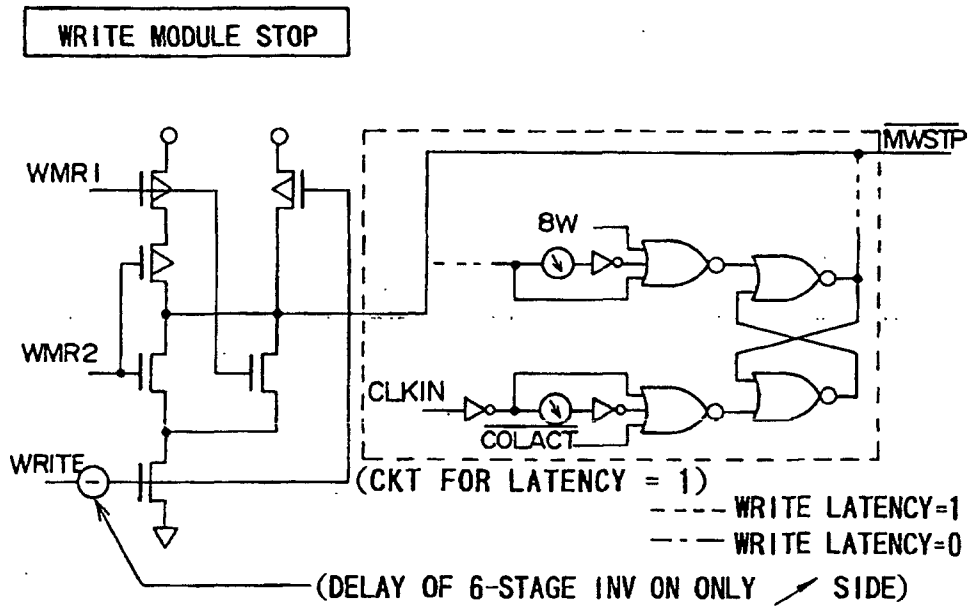 WRITE MODULE STOP
MWSTP
WMR1
8W
WMR2
CLKIN
COLACT
WRITE
(CKT FOR LATENCY = 1)
WRITE LATENCY=1
WRITE LATENCY=0
(DELAY OF 6-STAGE INV ON ONLY ↗ SIDE)